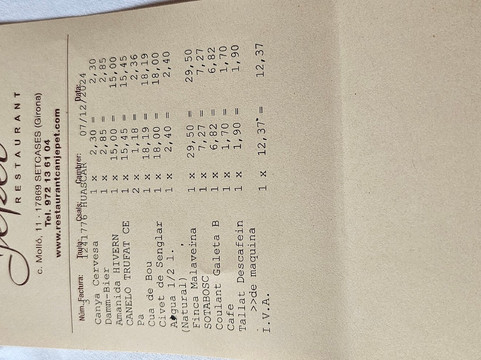 RESTAURANT
c. Molló, 11 - 17869 SETCASES (Girona)
Tel. 972 13 61 04
www.restaurantcanjepet.com
Núm. Factura: Taula: Codi: Cambrer: Data:
HUASCAR 07/12/2024
Canya Cervesa 1 x 2,30 = 2,30
Damm-Bier 1 x 2,85 = 2,85
Amanida HIVERN 1 x 15,00 = 15,00
CANELO TRUFAT CE 1 x 15,45 = 15,45
Pa 2 x 1,18 = 2,36
Cua de Bou 1 x 18,19 = 18,19
Civet de Senglar 1 x 18,00 = 18,00
Aigua 1/2 l. 1 x 2,40 = 2,40
(Natural)
Finca Malaveina 1 x 29,50 = 29,50
SOTABOSC 1 x 7,27 = 7,27
Coulant Galeta B 1 x 6,82 = 6,82
Cafe 1 x 1,70 = 1,70
Tallat Descafein 1 x 1,90 = 1,90
>>de maquina
I.V.A. 1 x 12,37 = 12,37